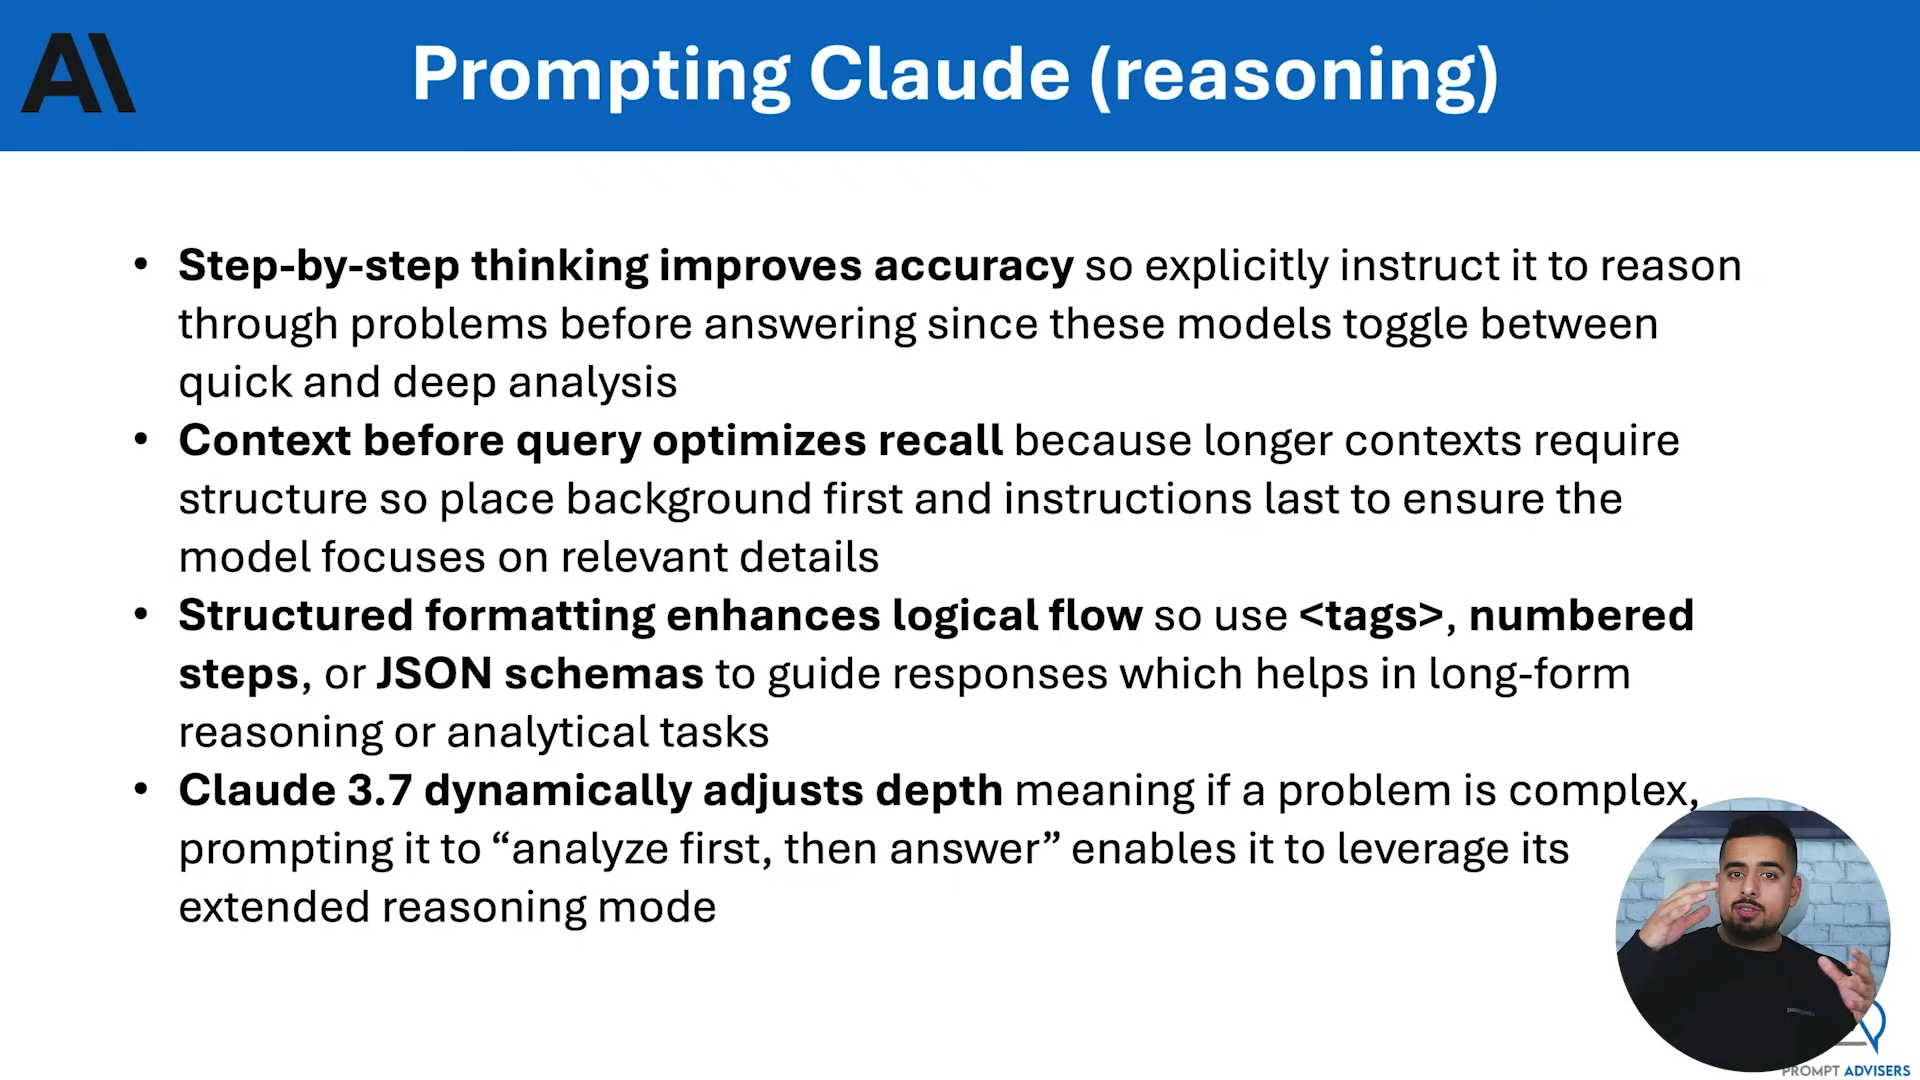 Prompting Claude (reasoning)
• Step-by-step thinking improves accuracy so explicitly instruct it to reason
through problems before answering since these models toggle between
quick and deep analysis
• Context before query optimizes recall because longer contexts require
structure so place background first and instructions last to ensure the
model focuses on relevant details
• Structured formatting enhances logical flow so use <tags>, numbered
steps, or JSON schemas to guide responses which helps in long-form
reasoning or analytical tasks
• Claude 3.7 dynamically adjusts depth meaning if a problem is complex,
prompting it to “analyze first, then answer” enables it to leverage its
extended reasoning mode
PROMPT ADVISERS